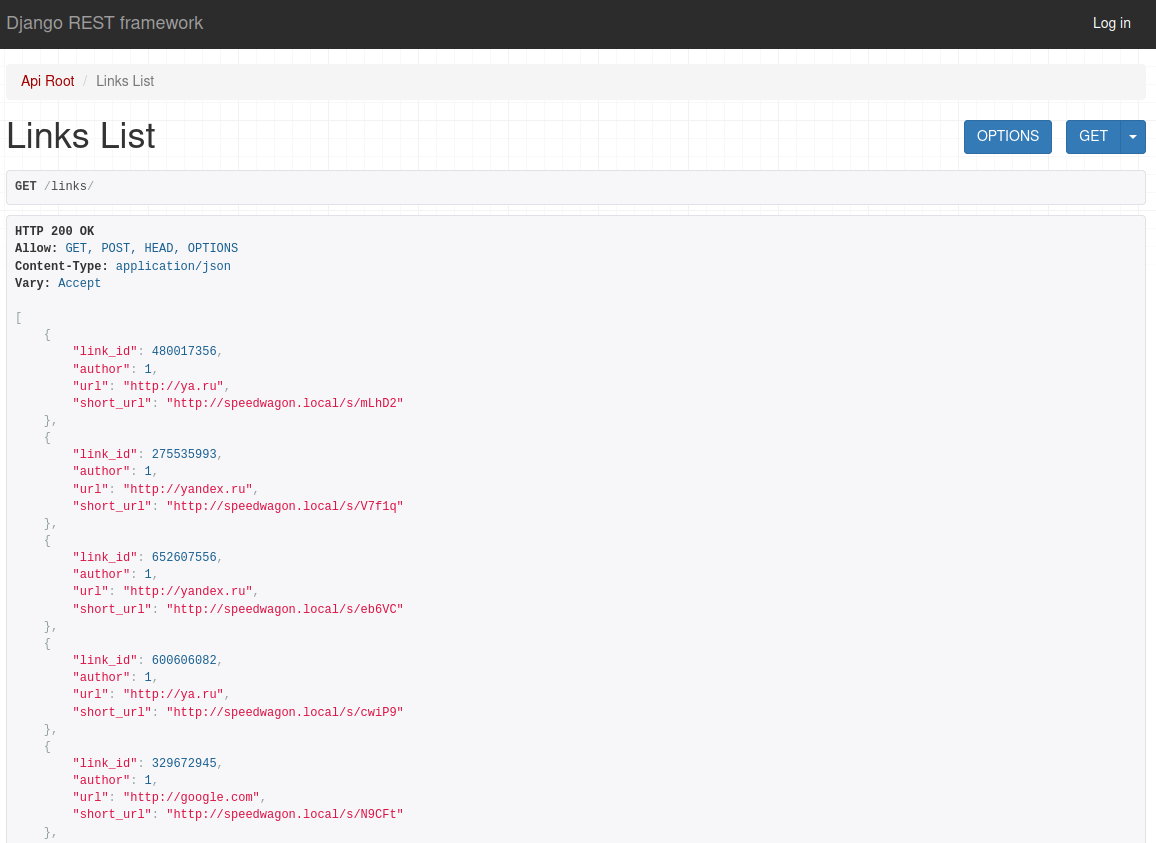 Django REST framework
Log in
Api Root / Links List
Links List
OPTIONS
GET
GET /links/
HTTP 200 OK
Allow: GET, POST, HEAD, OPTIONS
Content-Type: application/json
Vary: Accept
[
    {
        "link_id": 480017356,
        "author": 1,
        "url": "http://ya.ru",
        "short_url": "http://speedwagon.local/s/mLhD2"
    },
    {
        "link_id": 275535993,
        "author": 1,
        "url": "http://yandex.ru",
        "short_url": "http://speedwagon.local/s/V7f1q"
    },
    {
        "link_id": 652607556,
        "author": 1,
        "url": "http://yandex.ru",
        "short_url": "http://speedwagon.local/s/eb6VC"
    },
    {
        "link_id": 600606082,
        "author": 1,
        "url": "http://ya.ru",
        "short_url": "http://speedwagon.local/s/cwiP9"
    },
    {
        "link_id": 329672945,
        "author": 1,
        "url": "http://google.com",
        "short_url": "http://speedwagon.local/s/N9CFt"
    },